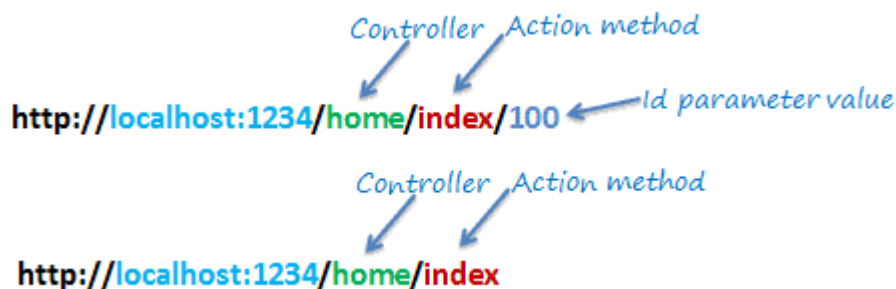 Controller Action method
http://localhost:1234/home/index/100 Id parameter value
Controller Action method
http://localhost:1234/home/index